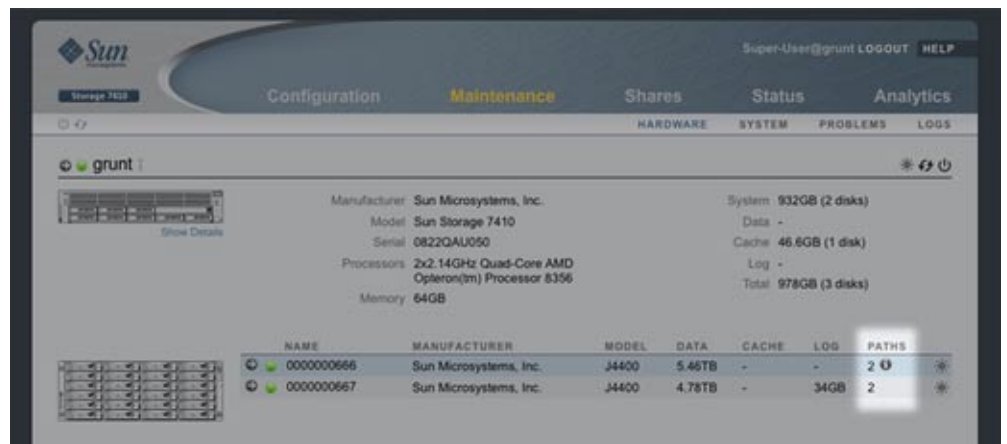 Sun
microsystems
Super-User@grunt LOGOUT HELP
Storage 7410
Configuration Maintenance Shares Status Analytics
HARDWARE SYSTEM PROBLEMS LOGS
grunt
Show Details
Manufacturer Sun Microsystems, Inc.
Model Sun Storage 7410
Serial 0822QAU050
Processors 2x2.14GHz Quad-Core AMD
Opteron(tm) Processor 8356
Memory 64GB
System 932GB (2 disks)
Data -
Cache 46.6GB (1 disk)
Log -
Total 978GB (3 disks)
NAME MANUFACTURER MODEL DATA CACHE LOG PATHS
0000000666 Sun Microsystems, Inc. J4400 5.46TB - - 2
0000000667 Sun Microsystems, Inc. J4400 4.78TB - 34GB 2